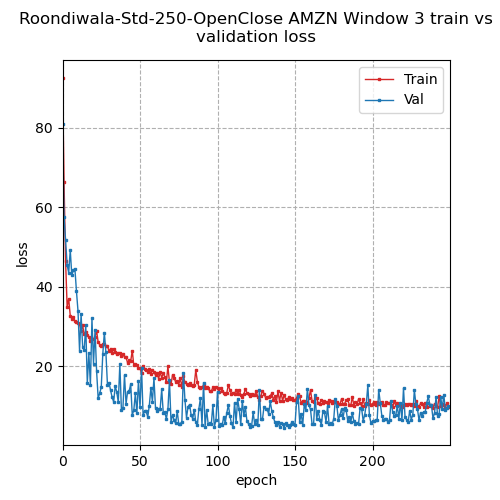 Roondiwala-Std-250-OpenClose AMZN Window 3 train vs
validation loss
Train
Val
80
60
40
20
loss
0
50
100
150
200
epoch